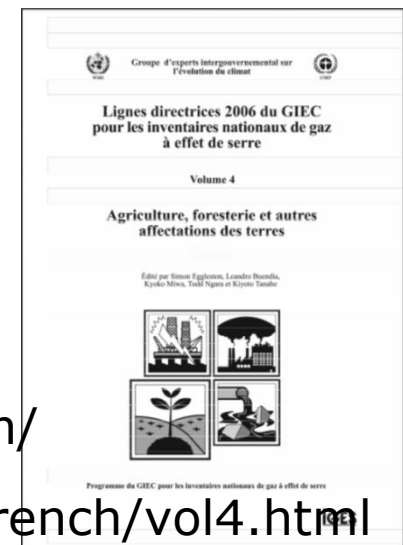 Groupe d'experts intergouvernemental sur
l'évolution du climat
WMO
UNEP
Lignes directrices 2006 du GIEC
pour les inventaires nationaux de gaz
à effet de serre
Volume 4
Agriculture, foresterie et autres
affectations des terres
Édité par Simon Eggleston, Leandro Buendia,
Kyoko Miwa, Todd Ngara et Kiyoto Tanabe
n/
Programme du GIEC pour les inventaires nationaux de gaz à effet de serre
rench/vol4.html
IGES